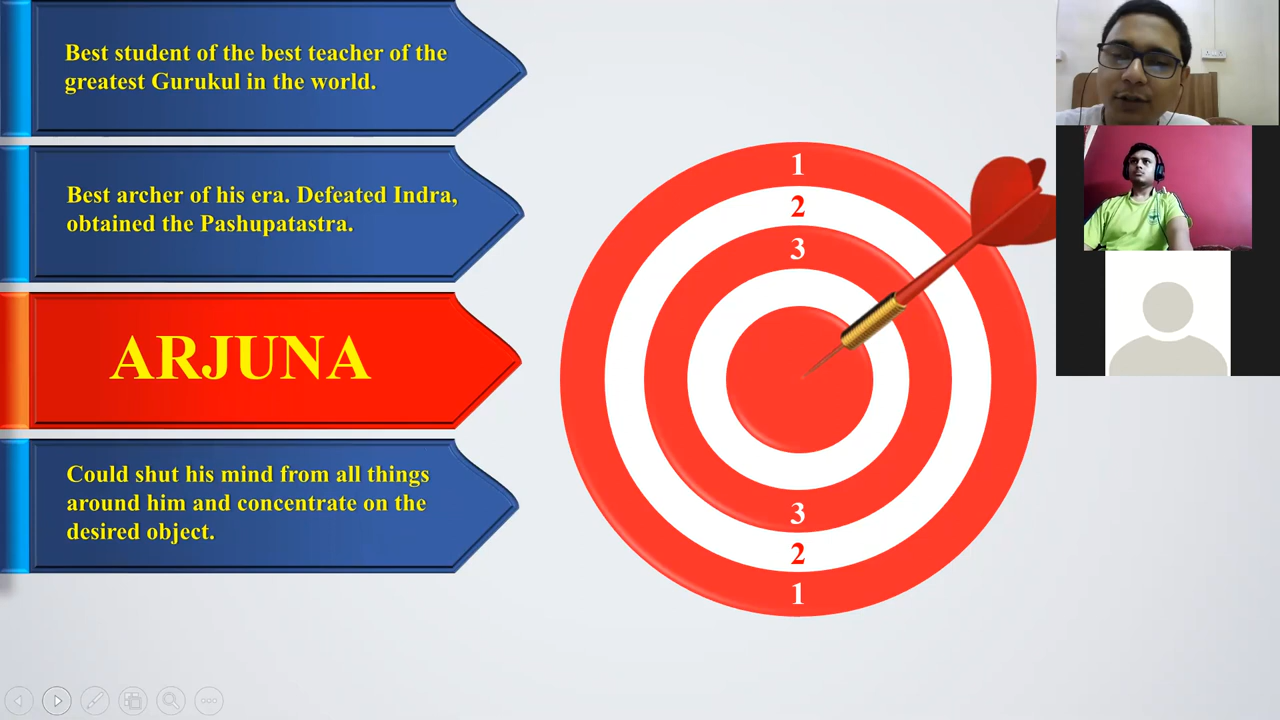 Best student of the best teacher of the
greatest Gurukul in the world.
Best archer of his era. Defeated Indra,
obtained the Pashupatastra.
ARJUNA
Could shut his mind from all things
around him and concentrate on the
desired object.
1
2
3
3
2
1